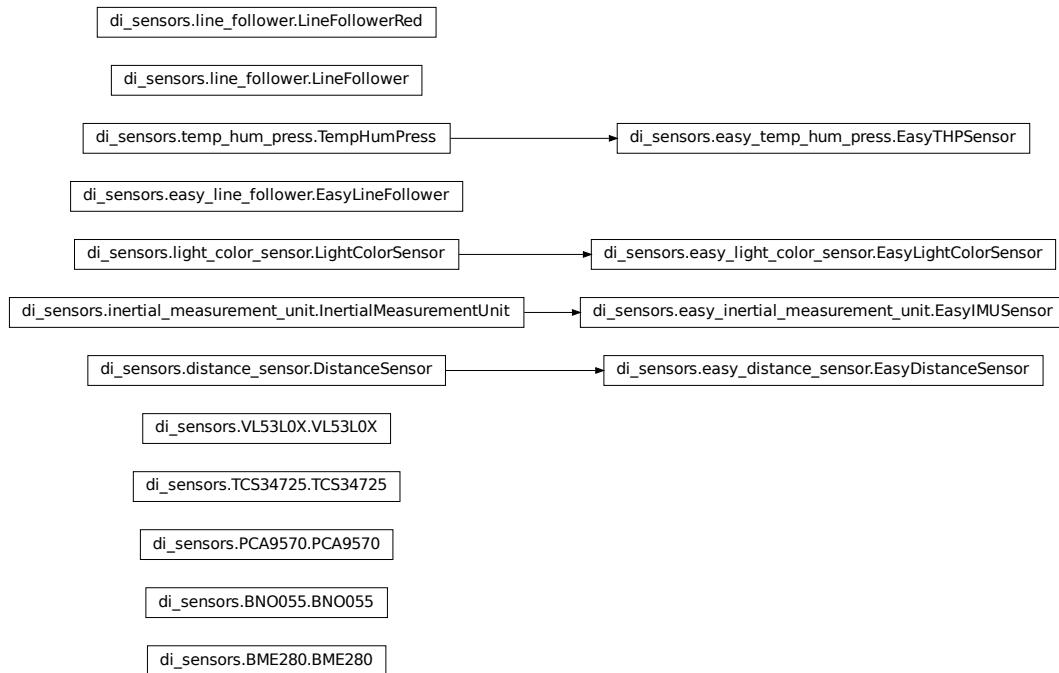 di_sensors.line_follower.LineFollowerRed
di_sensors.line_follower.LineFollower
di_sensors.temp_hum_press.TempHumPress
di_sensors.easy_temp_hum_press.EasyTHPSensor
di_sensors.easy_line_follower.EasyLineFollower
di_sensors.light_color_sensor.LightColorSensor
di_sensors.easy_light_color_sensor.EasyLightColorSensor
di_sensors.inertial_measurement_unit.InertialMeasurementUnit
di_sensors.easy_inertial_measurement_unit.EasyIMUSensor
di_sensors.distance_sensor.DistanceSensor
di_sensors.easy_distance_sensor.EasyDistanceSensor
di_sensors.VL53L0X.VL53L0X
di_sensors.TCS34725.TCS34725
di_sensors.PCA9570.PCA9570
di_sensors.BNO055.BNO055
di_sensors.BME280.BME280